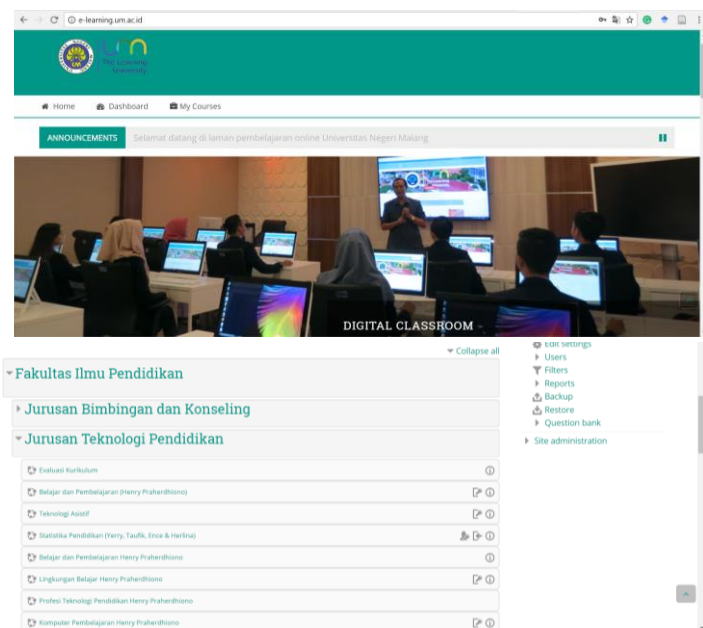 e-learning.um.ac.id
The Learning
University
Home Dashboard My Courses
ANNOUNCEMENTS Selamat datang di laman pembelajaran online Universitas Negeri Malang
DIGITAL CLASSROOM
Collapse all
Fakultas Ilmu Pendidikan
Jurusan Bimbingan dan Konseling
Jurusan Teknologi Pendidikan
Evaluasi Kurikulum
Belajar dan Pembelajaran (Henry Praherdhiono)
Teknologi Asistif
Statistika Pendidikan (Yerry, Taufik, Ence & Herlina)
Belajar dan Pembelajaran Henry Praherdhiono
Lingkungan Belajar Henry Praherdhiono
Profesi Teknologi Pendidikan Henry Praherdhiono
Komputer Pembelajaran Henry Praherdhiono
Edit settings
Users
Filters
Reports
Backup
Restore
Question bank
Site administration